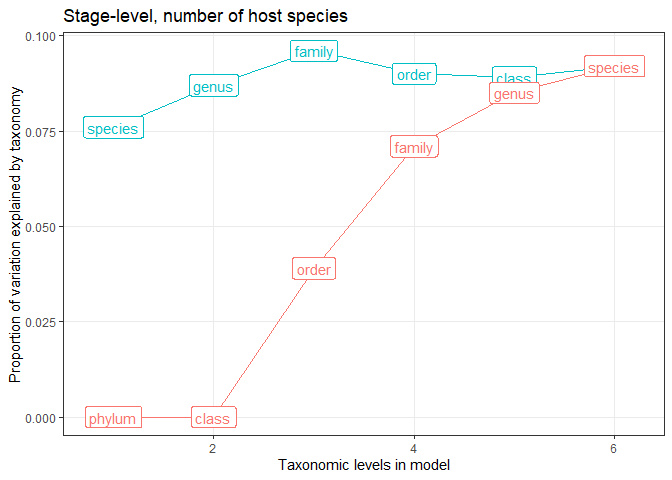 Stage-level, number of host species
Proportion of variation explained by taxonomy
0.100
0.075
0.050
0.025
0.000
species
genus
family
order
class
species
genus
family
order
phylum
class
2
4
6
Taxonomic levels in model